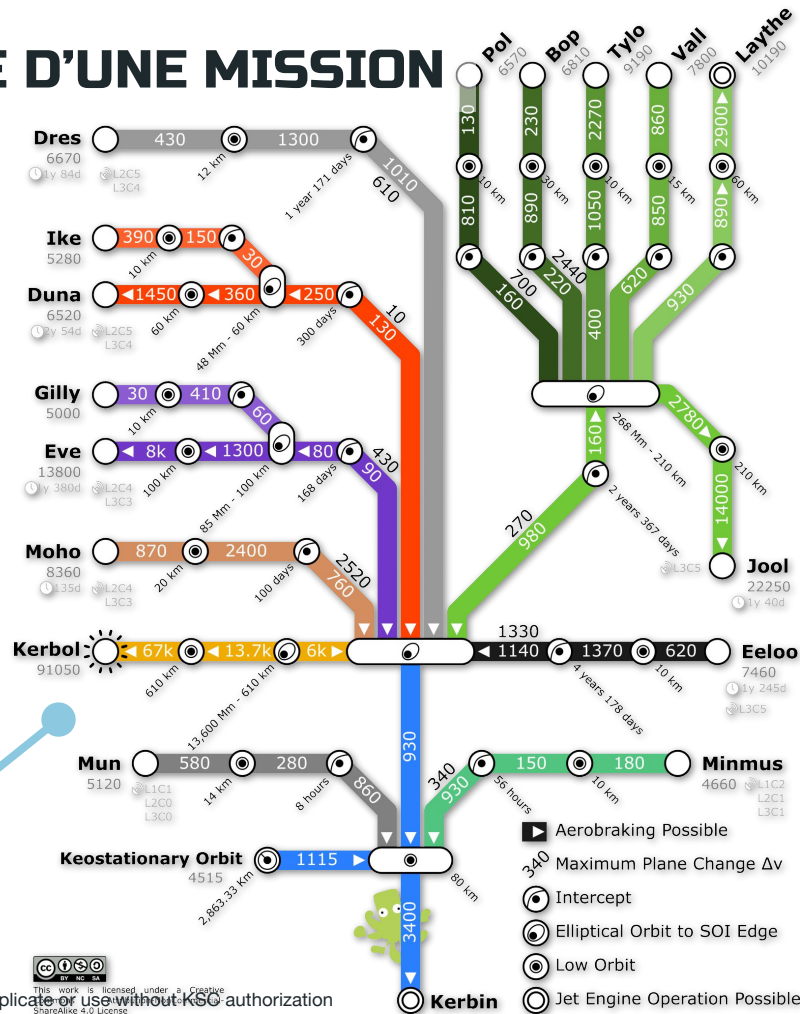 E D’UNE MISSION
Pol
6570
Bop
6810
Tylo
9190
Vall
7800
Laythe
10190
130
230
2270
860
2900
10 km
30 km
10 km
15 km
60 km
810
890
1050
850
890
700
160
2440
220
400
620
930
Dres
6670
1y 84d
L2C5
L3C4
430
12 km
1300
1 year 171 days
1010
610
Ike
5280
390
10 km
150
30
Duna
6520
2y 54d
L2C5
L3C4
1450
60 km
360
48 Mm - 60 km
250
300 days
10
130
Gilly
5000
30
10 km
410
60
Eve
13800
1y 380d
L2C4
L3C3
8k
100 km
1300
85 Mm - 100 km
80
168 days
430
90
160
268 Mm - 210 km
2780
210 km
14000
Jool
22250
1y 40d
L3C5
2 years 367 days
270
980
Moho
8360
135d
L2C4
L3C3
870
20 km
2400
100 days
2520
760
Kerbol
91050
67k
610 km
13.7k
13,600 Mm - 610 km
6k
1330
1140
4 years 178 days
1370
10 km
620
Eeloo
7460
1y 245d
L3C5
930
Mun
5120
L1C1
L2C0
L3C0
580
14 km
280
8 hours
860
340
930
56 hours
150
10 km
180
Minmus
4660
L1C2
L2C1
L3C1
Keostationary Orbit
4515
2,863.33 Km
1115
80 km
3400
Kerbin
Aerobraking Possible
340 Maximum Plane Change Δv
Intercept
Elliptical Orbit to SOI Edge
Low Orbit
Jet Engine Operation Possible
CC BY NC SA
This work is licensed under a Creative
plicate or use without KSC authorization
ShareAlike 4.0 License